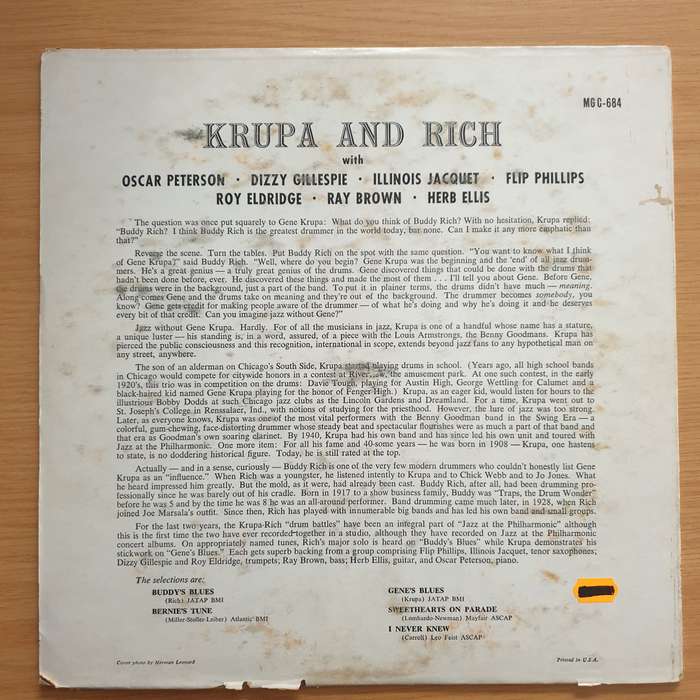 MG C-684
KRUPA AND RICH
with
OSCAR PETERSON · DIZZY GILLESPIE · ILLINOIS JACQUET · FLIP PHILLIPS
ROY ELDRIDGE · RAY BROWN · HERB ELLIS
The question was once put squarely to Gene Krupa: What do you think of Buddy Rich? With no hesitation, Krupa replied:
"Buddy Rich? I think Buddy Rich is the greatest drummer in the world today, bar none. Can I make it any more emphatic than
that?"
Reverse the scene. Turn the tables. Put Buddy Rich on the spot with the same question. "You want to know what I think
of Gene Krupa?" said Buddy Rich. "Well, where do you begin? Gene Krupa was the beginning and the 'end' of all jazz drum-
mers. He's a great genius — a truly great genius of the drums. Gene discovered things that could be done with the drums that
hadn't been done before, ever. He discovered these things and made the most of them . . . I'll tell you about Gene. Before Gene,
the drums were in the background, just a part of the band. To put it in plainer terms, the drums didn't have much — meaning.
Along comes Gene and the drums take on meaning and they're out of the background. The drummer becomes somebody, you
know? Gene gets credit for making people aware of the drummer — of what he's doing and why he's doing it and he deserves
every bit of that credit. Can you imagine jazz without Gene?"
Jazz without Gene Krupa. Hardly. For of all the musicians in jazz, Krupa is one of a handful whose name has a stature,
a unique luster — his standing is, in a word, assured, of a piece with the Louis Armstrongs, the Benny Goodmans. Krupa has
pierced the public consciousness and this recognition, international in scope, extends beyond jazz fans to any hypothetical man on
any street, anywhere.
The son of an alderman on Chicago's South Side, Krupa started playing drums in school. (Years ago, all high school bands
in Chicago would compete for citywide honors in a contest at the amusement park. At one such contest, in the early
1920's, this trio was in competition on the drums: Davie Tough, playing for Austin High, George Wettling for Calumet and a
black-haired kid named Gene Krupa playing for the honor of Fenger High.) Krupa, as an eager kid, would listen for hours to the
illustrious Bobby Dodds at such Chicago jazz clubs as the Lincoln Gardens and Dreamland. For a time, Krupa went out to
St. Joseph's College in Renssalaer, Ind., with notions of studying for the priesthood. However, the lure of jazz was too strong.
Later, as everyone knows, Krupa was one of the most vital performers with the Benny Goodman band in the Swing Era — a
colorful, gum-chewing, face-distorting drummer whose steady beat and spectacular flourishes were as much a part of that band and
that era as Goodman's own soaring clarinet. By 1940, Krupa had his own band and has since led his own unit and toured with
Jazz at the Philharmonic. One more item: For all his fame and 40-some years — he was born in 1908 — Krupa, one hastens
to state, is no doddering historical figure. Today, he is still rated at the top.
Actually — and in a sense, curiously — Buddy Rich is one of the very few modern drummers who couldn't honestly list Gene
Krupa as an "influence." When Rich was a youngster, he listened intently to Krupa and to Chick Webb and to Jo Jones. What
he heard impressed him greatly. But the mold, as it were, had already been cast. Buddy Rich, after all, had been drumming pro-
fessionally since he was barely out of his cradle. Born in 1917 to a show business family, Buddy was "Traps, the Drum Wonder"
before he was 5 and by the time he was 8 he was an all-around performer. Band drumming came much later, in 1928, when Rich
joined Joe Marsala's outfit. Since then, Rich has played with innumerable big bands and has led his own band and small groups.
For the last two years, the Krupa-Rich "drum battles" have been an integral part of "Jazz at the Philharmonic" although
this is the first time the two have ever recorded together in a studio, although they have recorded on Jazz at the Philharmonic
concert albums. On appropriately named tunes, Rich's major solo is heard on "Buddy's Blues" while Krupa demonstrates his
stickwork on "Gene's Blues." Each gets superb backing from a group comprising Flip Phillips, Illinois Jacquet, tenor saxophones;
Dizzy Gillespie and Roy Eldridge, trumpets; Ray Brown, bass; Herb Ellis, guitar, and Oscar Peterson, piano.
The selections are:
BUDDY'S BLUES
(Rich) JATAP BMI
BERNIE'S TUNE
(Miller-Stoller-Leiber) Atlantic BMI
GENE'S BLUES
(Krupa) JATAP BMI
SWEETHEARTS ON PARADE
(Lombardo-Newman) Mayfair ASCAP
I NEVER KNEW
(Correll) Leo Feist ASCAP
Cover photo by Herman Leonard
Printed in U.S.A.